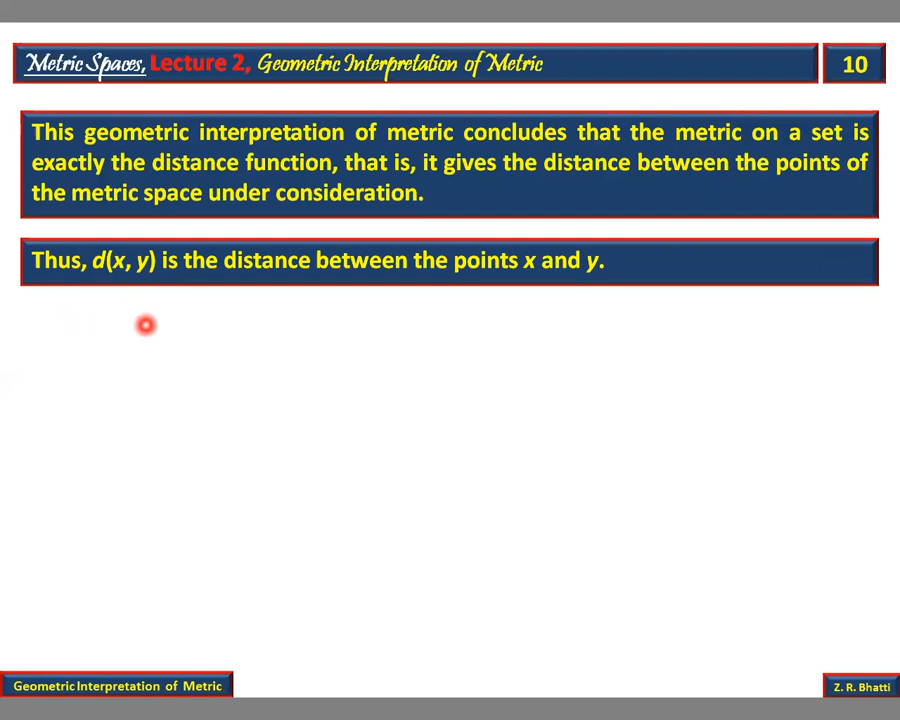 Metric Spaces, Lecture 2, Geometric Interpretation of Metric
10
This geometric interpretation of metric concludes that the metric on a set is
exactly the distance function, that is, it gives the distance between the points of
the metric space under consideration.
Thus, d(x, y) is the distance between the points x and y.
Geometric Interpretation of Metric
Z. R. Bhatti